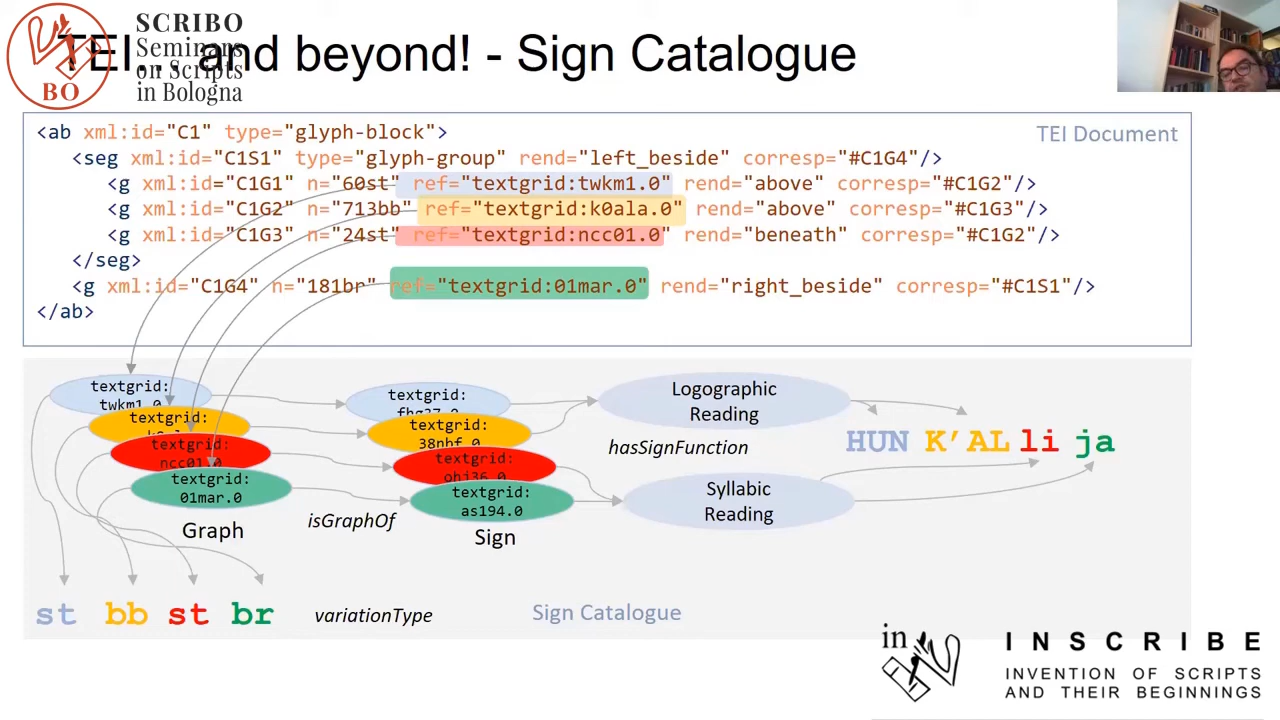 SCRIBO
Seminars
on Scripts
in Bologna
BO
TEI... and beyond! - Sign Catalogue
TEI Document
<ab xml:id="C1" type="glyph-block">
<seg xml:id="C1S1" type="glyph-group" rend="left_beside" corresp="#C1G4"/>
<g xml:id="C1G1" n="60st" ref="textgrid:twkm1.0" rend="above" corresp="#C1G2"/>
<g xml:id="C1G2" n="713bb" ref="textgrid:k0ala.0" rend="above" corresp="#C1G3"/>
<g xml:id="C1G3" n="24st" ref="textgrid:ncc01.0" rend="beneath" corresp="#C1G2"/>
</seg>
<g xml:id="C1G4" n="181br" ref="textgrid:01mar.0" rend="right_beside" corresp="#C1S1"/>
</ab>
textgrid:
twkm1.0
textgrid:
textgrid:
ncc01.0
textgrid:
01mar.0
Graph
isGraphOf
textgrid:
textgrid:
38nbf.0
textgrid:
textgrid:
as194.0
Sign
Logographic
Reading
hasSignFunction
Syllabic
Reading
HUN K'AL li ja
st bb st br
variationType
Sign Catalogue
in
INSCRIBE
INVENTION OF SCRIPTS
AND THEIR BEGINNINGS